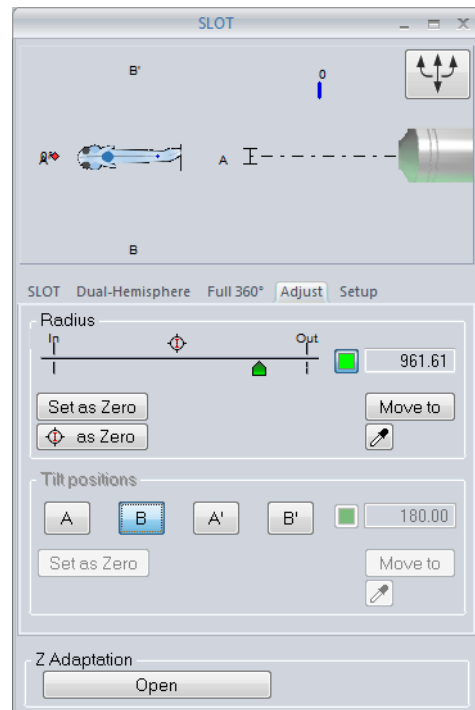 SLOT
B'
0
A
B
SLOT Dual-Hemisphere Full 360° Adjust Setup
Radius
In Out
961.61
Set as Zero Move to
as Zero
Tilt positions
A B A' B' 180.00
Set as Zero Move to
Z Adaptation
Open